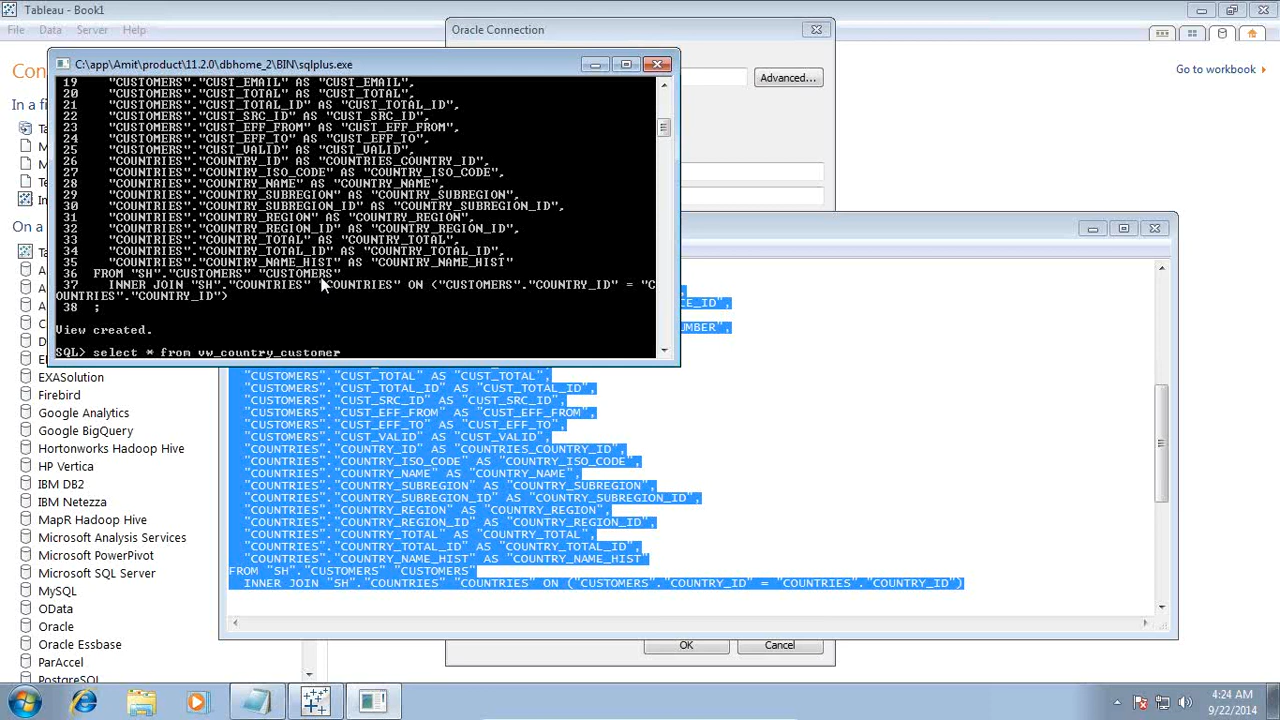 Tableau - Book1
File Data Server Help
Oracle Connection
Advanced...
Go to workbook
Con
In a fi
Ta
M
Te
In
On a
Ta
C:\app\Amit\product\11.2.0\dbhome_2\BIN\sqlplus.exe
19 "CUSTOMERS"."CUST_EMAIL" AS "CUST_EMAIL",
20 "CUSTOMERS"."CUST_TOTAL" AS "CUST_TOTAL",
21 "CUSTOMERS"."CUST_TOTAL_ID" AS "CUST_TOTAL_ID",
22 "CUSTOMERS"."CUST_SRC_ID" AS "CUST_SRC_ID",
23 "CUSTOMERS"."CUST_EFF_FROM" AS "CUST_EFF_FROM",
24 "CUSTOMERS"."CUST_EFF_TO" AS "CUST_EFF_TO",
25 "CUSTOMERS"."CUST_VALID" AS "CUST_VALID",
26 "COUNTRIES"."COUNTRY_ID" AS "COUNTRIES_COUNTRY_ID",
27 "COUNTRIES"."COUNTRY_ISO_CODE" AS "COUNTRY_ISO_CODE",
28 "COUNTRIES"."COUNTRY_NAME" AS "COUNTRY_NAME",
29 "COUNTRIES"."COUNTRY_SUBREGION" AS "COUNTRY_SUBREGION",
30 "COUNTRIES"."COUNTRY_SUBREGION_ID" AS "COUNTRY_SUBREGION_ID",
31 "COUNTRIES"."COUNTRY_REGION" AS "COUNTRY_REGION",
32 "COUNTRIES"."COUNTRY_REGION_ID" AS "COUNTRY_REGION_ID",
33 "COUNTRIES"."COUNTRY_TOTAL" AS "COUNTRY_TOTAL",
34 "COUNTRIES"."COUNTRY_TOTAL_ID" AS "COUNTRY_TOTAL_ID",
35 "COUNTRIES"."COUNTRY_NAME_HIST" AS "COUNTRY_NAME_HIST"
36 FROM "SH"."CUSTOMERS" "CUSTOMERS"
37 INNER JOIN "SH"."COUNTRIES" "COUNTRIES" ON ("CUSTOMERS"."COUNTRY_ID" = "C
OUNTRIES"."COUNTRY_ID")
38 ;
View created.
SQL> select * from vw_country_customer
CE_ID",
UMBER",
"CUSTOMERS"."CUST_TOTAL" AS "CUST_TOTAL",
"CUSTOMERS"."CUST_TOTAL_ID" AS "CUST_TOTAL_ID",
"CUSTOMERS"."CUST_SRC_ID" AS "CUST_SRC_ID",
"CUSTOMERS"."CUST_EFF_FROM" AS "CUST_EFF_FROM",
"CUSTOMERS"."CUST_EFF_TO" AS "CUST_EFF_TO",
"CUSTOMERS"."CUST_VALID" AS "CUST_VALID",
"COUNTRIES"."COUNTRY_ID" AS "COUNTRIES_COUNTRY_ID",
"COUNTRIES"."COUNTRY_ISO_CODE" AS "COUNTRY_ISO_CODE",
"COUNTRIES"."COUNTRY_NAME" AS "COUNTRY_NAME",
"COUNTRIES"."COUNTRY_SUBREGION" AS "COUNTRY_SUBREGION",
"COUNTRIES"."COUNTRY_SUBREGION_ID" AS "COUNTRY_SUBREGION_ID",
"COUNTRIES"."COUNTRY_REGION" AS "COUNTRY_REGION",
"COUNTRIES"."COUNTRY_REGION_ID" AS "COUNTRY_REGION_ID",
"COUNTRIES"."COUNTRY_TOTAL" AS "COUNTRY_TOTAL",
"COUNTRIES"."COUNTRY_TOTAL_ID" AS "COUNTRY_TOTAL_ID",
"COUNTRIES"."COUNTRY_NAME_HIST" AS "COUNTRY_NAME_HIST"
FROM "SH"."CUSTOMERS" "CUSTOMERS"
INNER JOIN "SH"."COUNTRIES" "COUNTRIES" ON ("CUSTOMERS"."COUNTRY_ID" = "COUNTRIES"."COUNTRY_ID")
EXASolution
Firebird
Google Analytics
Google BigQuery
Hortonworks Hadoop Hive
HP Vertica
IBM DB2
IBM Netezza
MapR Hadoop Hive
Microsoft Analysis Services
Microsoft PowerPivot
Microsoft SQL Server
MySQL
OData
Oracle
Oracle Essbase
ParAccel
PostgreSQL
OK
Cancel
4:24 AM
9/22/2014